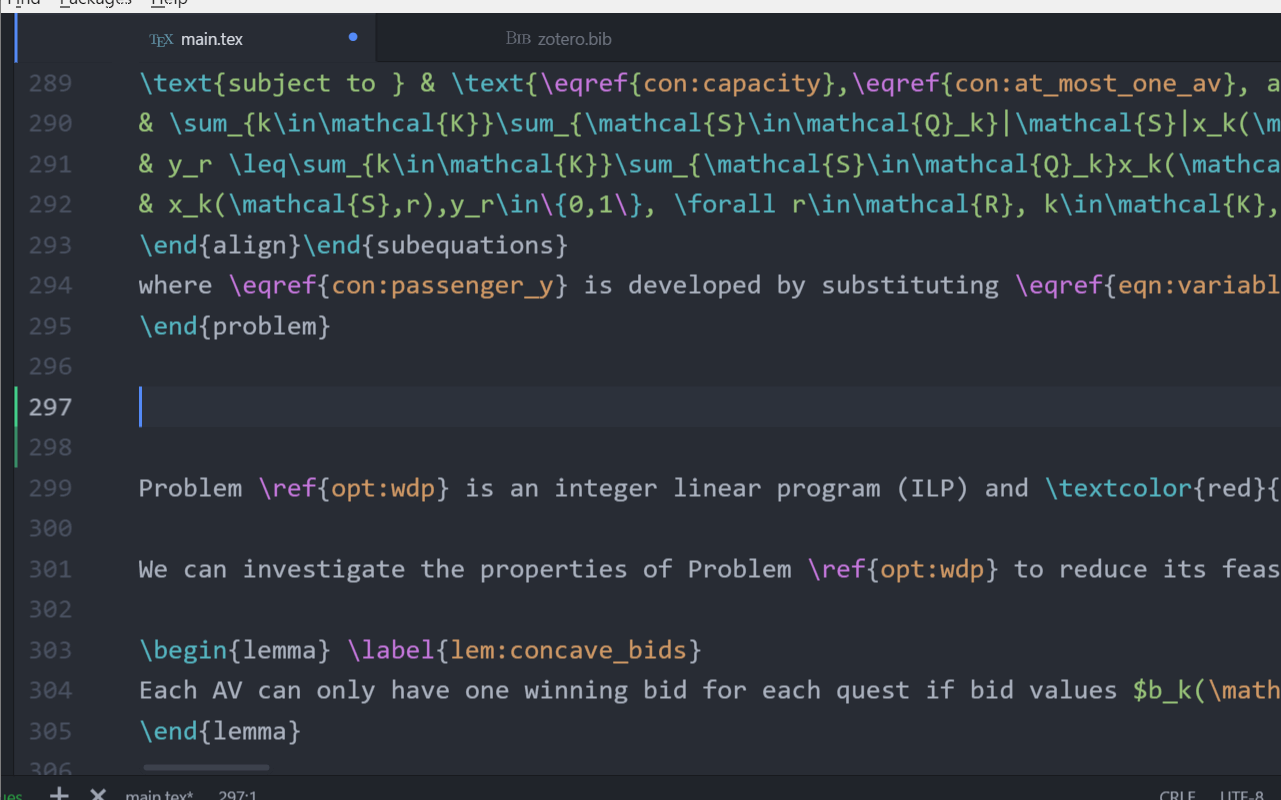 Find Packages Help
TEX main.tex BIB zotero.bib
289 \text{subject to } & \text{\eqref{con:capacity},\eqref{con:at_most_one_av}, a
290 & \sum_{k\in\mathcal{K}}\sum_{\mathcal{S}\in\mathcal{Q}_k}|\mathcal{S}|x_k(\m
291 & y_r \leq\sum_{k\in\mathcal{K}}\sum_{\mathcal{S}\in\mathcal{Q}_k}x_k(\mathca
292 & x_k(\mathcal{S},r),y_r\in\{0,1\}, \forall r\in\mathcal{R}, k\in\mathcal{K},
293 \end{align}\end{subequations}
294 where \eqref{con:passenger_y} is developed by substituting \eqref{eqn:variabl
295 \end{problem}
296
297
298
299 Problem \ref{opt:wdp} is an integer linear program (ILP) and \textcolor{red}{
300
301 We can investigate the properties of Problem \ref{opt:wdp} to reduce its feas
302
303 \begin{lemma} \label{lem:concave_bids}
304 Each AV can only have one winning bid for each quest if bid values $b_k(\math
305 \end{lemma}
306
ues main.tex* 297:1 CRLF UTF-8